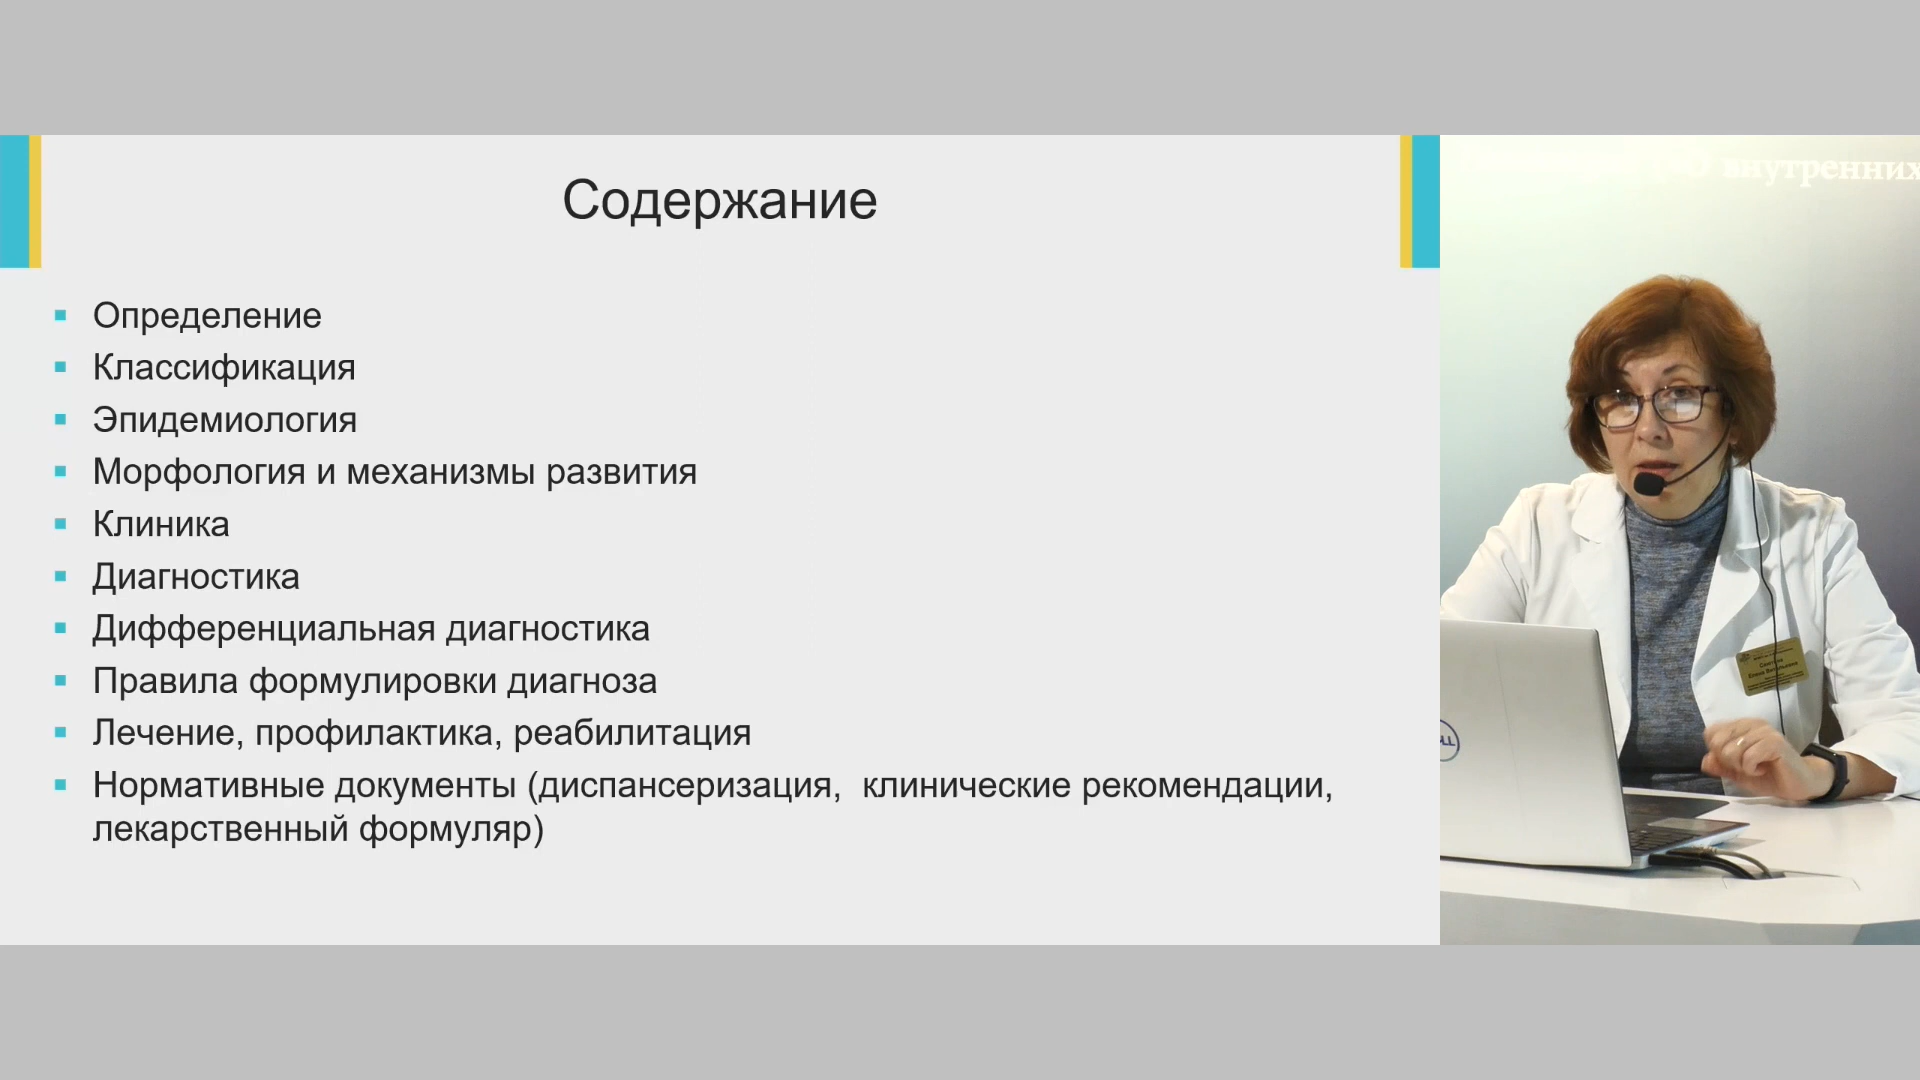 Содержание
Определение
Классификация
Эпидемиология
Морфология и механизмы развития
Клиника
Диагностика
Дифференциальная диагностика
Правила формулировки диагноза
Лечение, профилактика, реабилитация
Нормативные документы (диспансеризация, клинические рекомендации,
лекарственный формуляр)
внутренних